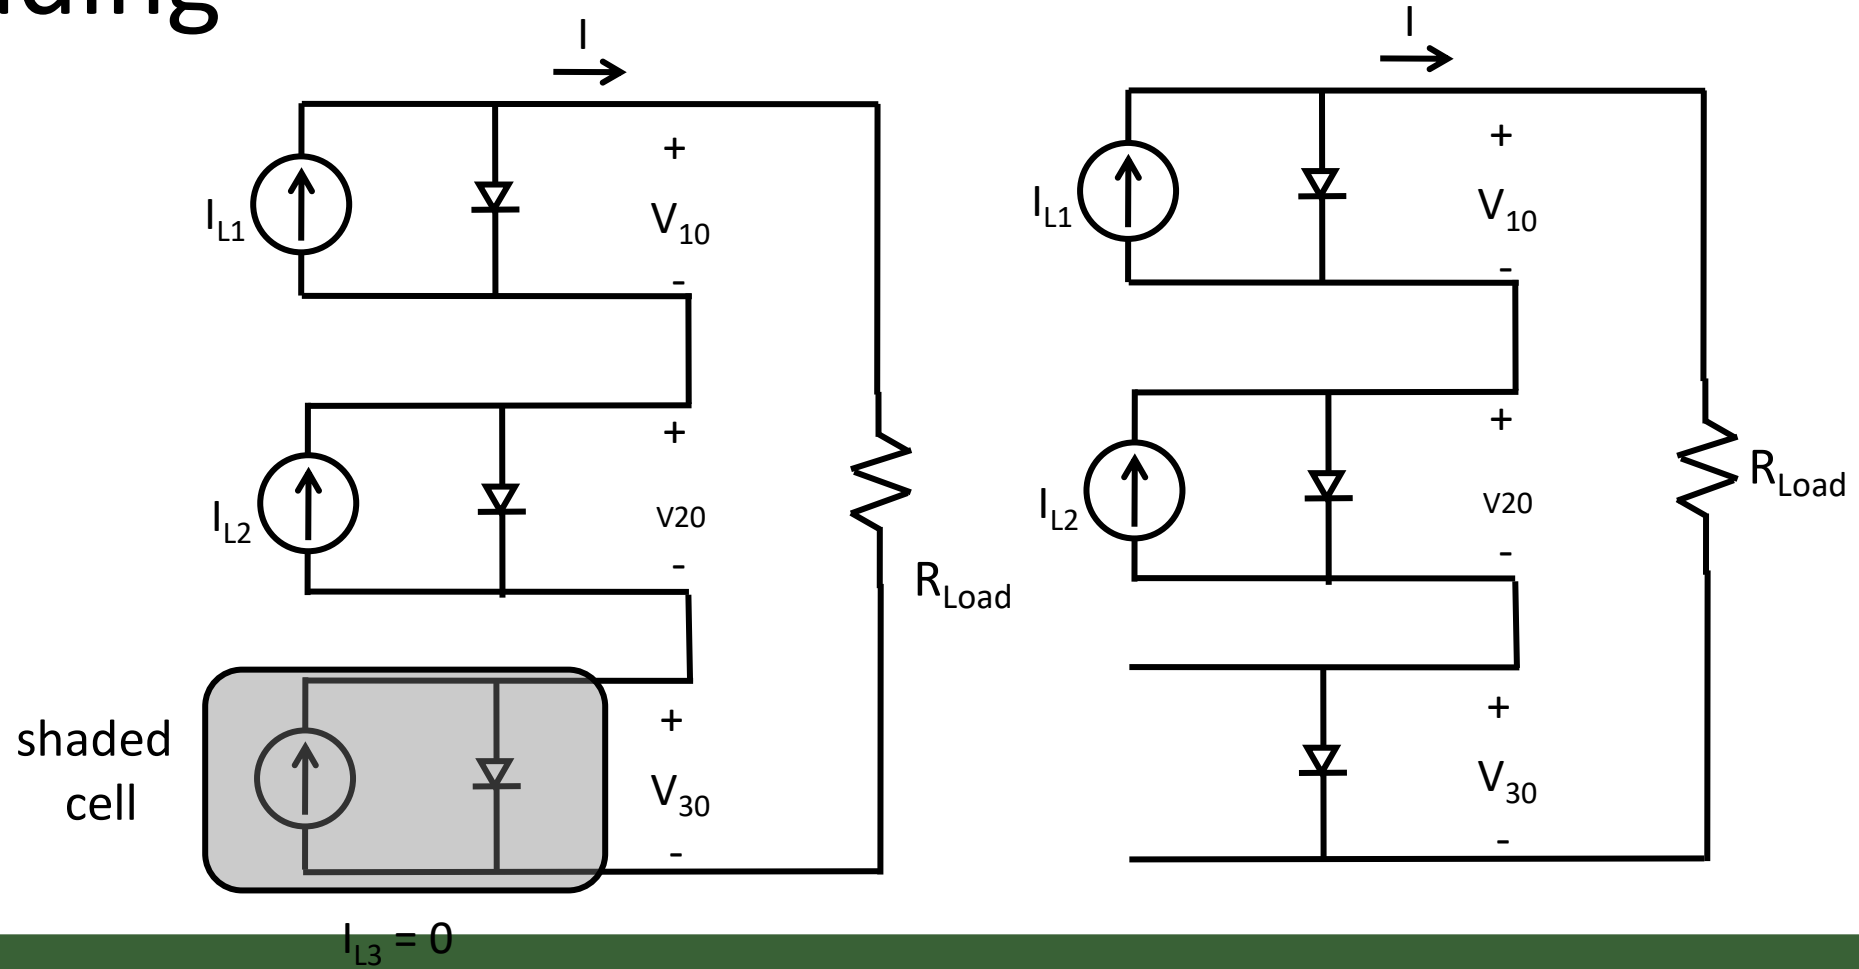 I
+
I_L1
V_10
-
+
I_L2
V20
-
R_Load
shaded
cell
+
V_30
-
I_L3 = 0
I
+
I_L1
V_10
-
+
I_L2
V20
-
R_Load
+
V_30
-